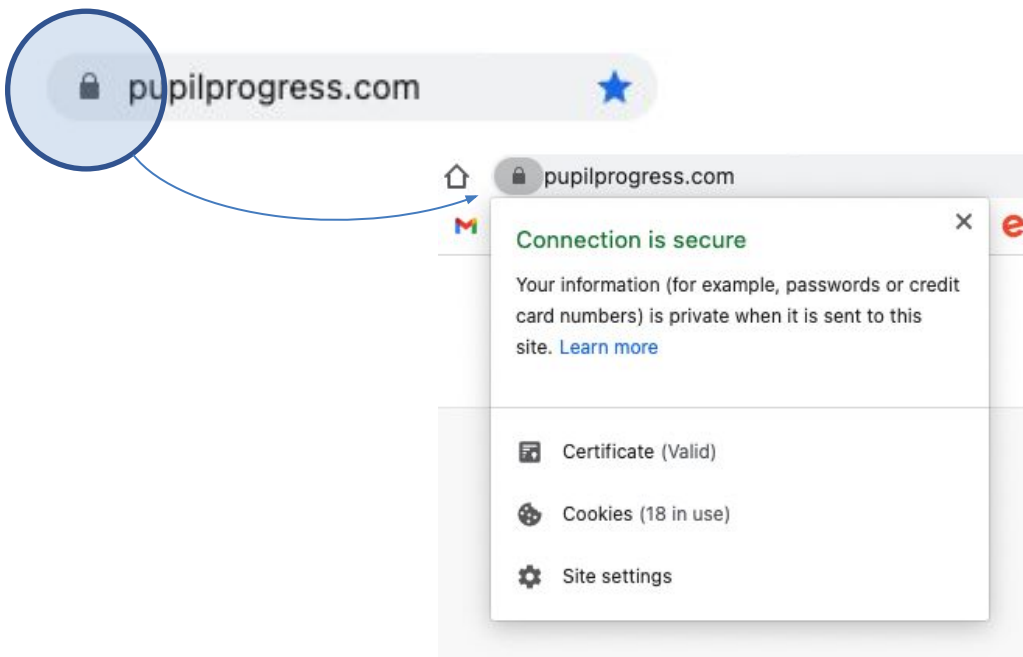 pupilprogress.com
pupilprogress.com
Connection is secure
Your information (for example, passwords or credit
card numbers) is private when it is sent to this
site. Learn more
Certificate (Valid)
Cookies (18 in use)
Site settings